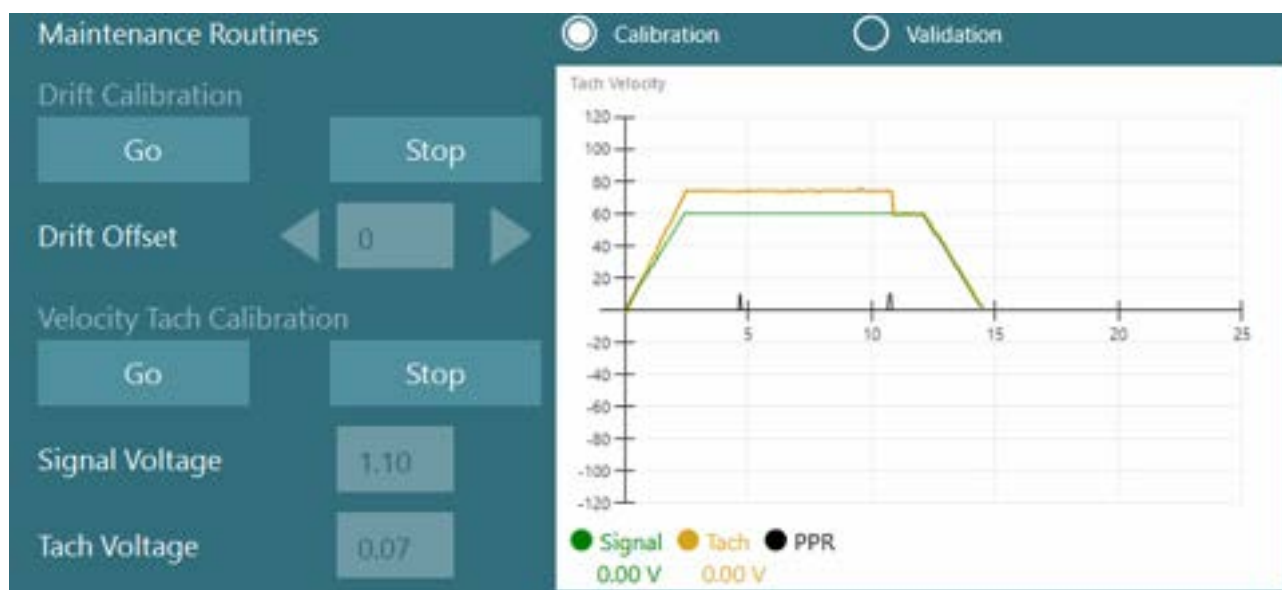 Maintenance Routines
Drift Calibration
Go Stop
Drift Offset 0
Velocity Tach Calibration
Go Stop
Signal Voltage 1.10
Tach Voltage 0.07
Calibration Validation
Tach Velocity
120
100
80
60
40
20
5 10 15 20 25
-20
-40
-60
-80
-100
-120
Signal Tach PPR
0.00 V 0.00 V